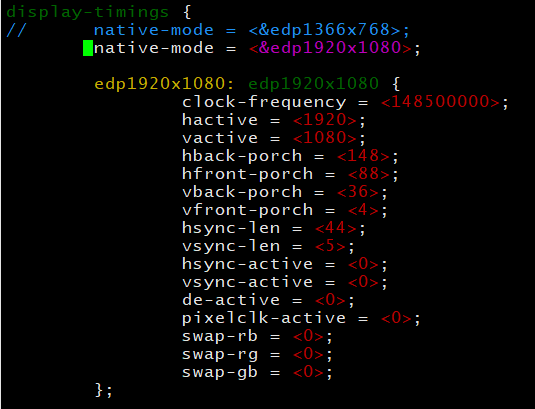 display-timings {
//      native-mode = <&edp1366x768>;
        native-mode = <&edp1920x1080>;
        edp1920x1080: edp1920x1080 {
                clock-frequency = <148500000>;
                hactive = <1920>;
                vactive = <1080>;
                hback-porch = <148>;
                hfront-porch = <88>;
                vback-porch = <36>;
                vfront-porch = <4>;
                hsync-len = <44>;
                vsync-len = <5>;
                hsync-active = <0>;
                vsync-active = <0>;
                de-active = <0>;
                pixelclk-active = <0>;
                swap-rb = <0>;
                swap-rg = <0>;
                swap-gb = <0>;
        };